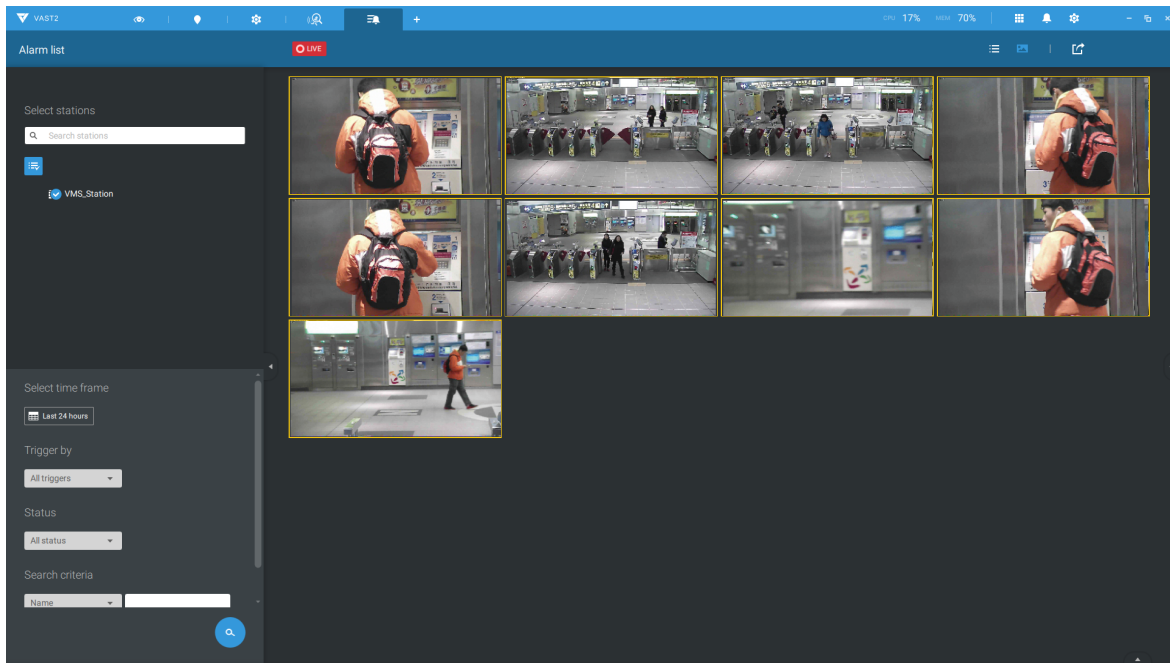 VAST2
CPU 17% MEM 70%
Alarm list
LIVE
Select stations
Search stations
VMS_Station
Select time frame
Last 24 hours
Trigger by
All triggers
Status
All status
Search criteria
Name